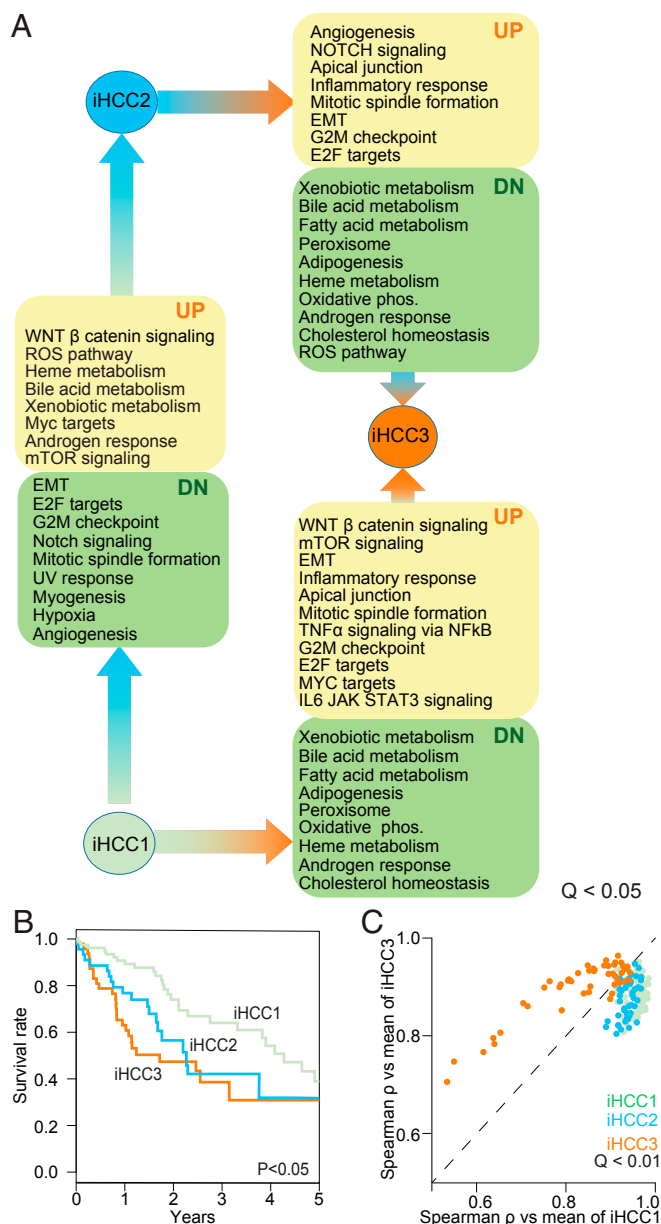 A
iHCC2
UP
Angiogenesis
NOTCH signaling
Apical junction
Inflammatory response
Mitotic spindle formation
EMT
G2M checkpoint
E2F targets
DN
Xenobiotic metabolism
Bile acid metabolism
Fatty acid metabolism
Peroxisome
Adipogenesis
Heme metabolism
Oxidative phos.
Androgen response
Cholesterol homeostasis
ROS pathway
UP
WNT β catenin signaling
ROS pathway
Heme metabolism
Bile acid metabolism
Xenobiotic metabolism
Myc targets
Androgen response
mTOR signaling
DN
EMT
E2F targets
G2M checkpoint
Notch signaling
Mitotic spindle formation
UV response
Myogenesis
Hypoxia
Angiogenesis
iHCC3
UP
WNT β catenin signaling
mTOR signaling
EMT
Inflammatory response
Apical junction
Mitotic spindle formation
TNFα signaling via NFkB
G2M checkpoint
E2F targets
MYC targets
IL6 JAK STAT3 signaling
DN
Xenobiotic metabolism
Bile acid metabolism
Fatty acid metabolism
Adipogenesis
Peroxisome
Oxidative phos.
Heme metabolism
Androgen response
Cholesterol homeostasis
iHCC1
Q < 0.05
B
Survival rate
1.0
0.8
0.6
0.4
0.2
0.0
iHCC1
iHCC2
iHCC3
P<0.05
0 1 2 3 4 5
Years
C
Spearman ρ vs mean of iHCC3
1.0
0.9
0.8
0.6
iHCC1
iHCC2
iHCC3
Q < 0.01
0.6 0.8 1.0
Spearman ρ vs mean of iHCC1